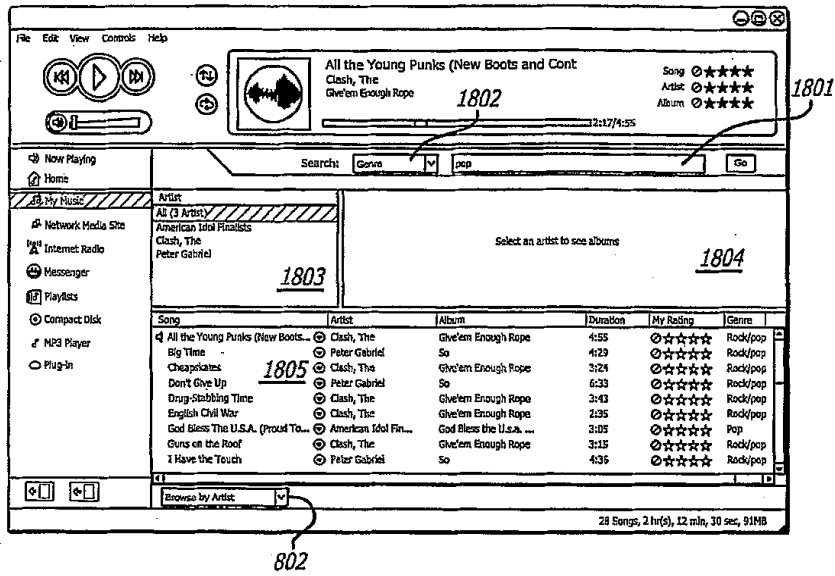 File Edit View Controls Help
All the Young Punks (New Boots and Cont
Clash, The
Give'em Enough Rope
2:17/4:55
Song
Artist
Album
1802
1801
Search: Genre pop Go
Now Playing
Home
My Music
Network Media Site
Internet Radio
Messenger
Playlists
Compact Disk
MP3 Player
Plug-in
Artist
All (3 Artist)
American Idol Finalists
Clash, The
Peter Gabriel
1803
Select an artist to see albums
1804
Song Artist Album Duration My Rating Genre
All the Young Punks (New Boots... Clash, The Give'em Enough Rope 4:55 Rock/pop
Big Time Peter Gabriel So 4:29 Rock/pop
Cheapskates Clash, The Give'em Enough Rope 3:24 Rock/pop
Don't Give Up Peter Gabriel So 6:33 Rock/pop
Drug-Stabbing Time Clash, The Give'em Enough Rope 3:43 Rock/pop
English Civil War Clash, The Give'em Enough Rope 2:35 Rock/pop
God Bless The U.S.A. (Proud To... American Idol Fin... God Bless the U.s.a. ... 3:05 Pop
Guns on the Roof Clash, The Give'em Enough Rope 3:15 Rock/pop
I Have the Touch Peter Gabriel So 4:36 Rock/pop
1805
Browse by Artist
28 Songs, 2 hr(s), 12 min, 30 sec, 91MB
802